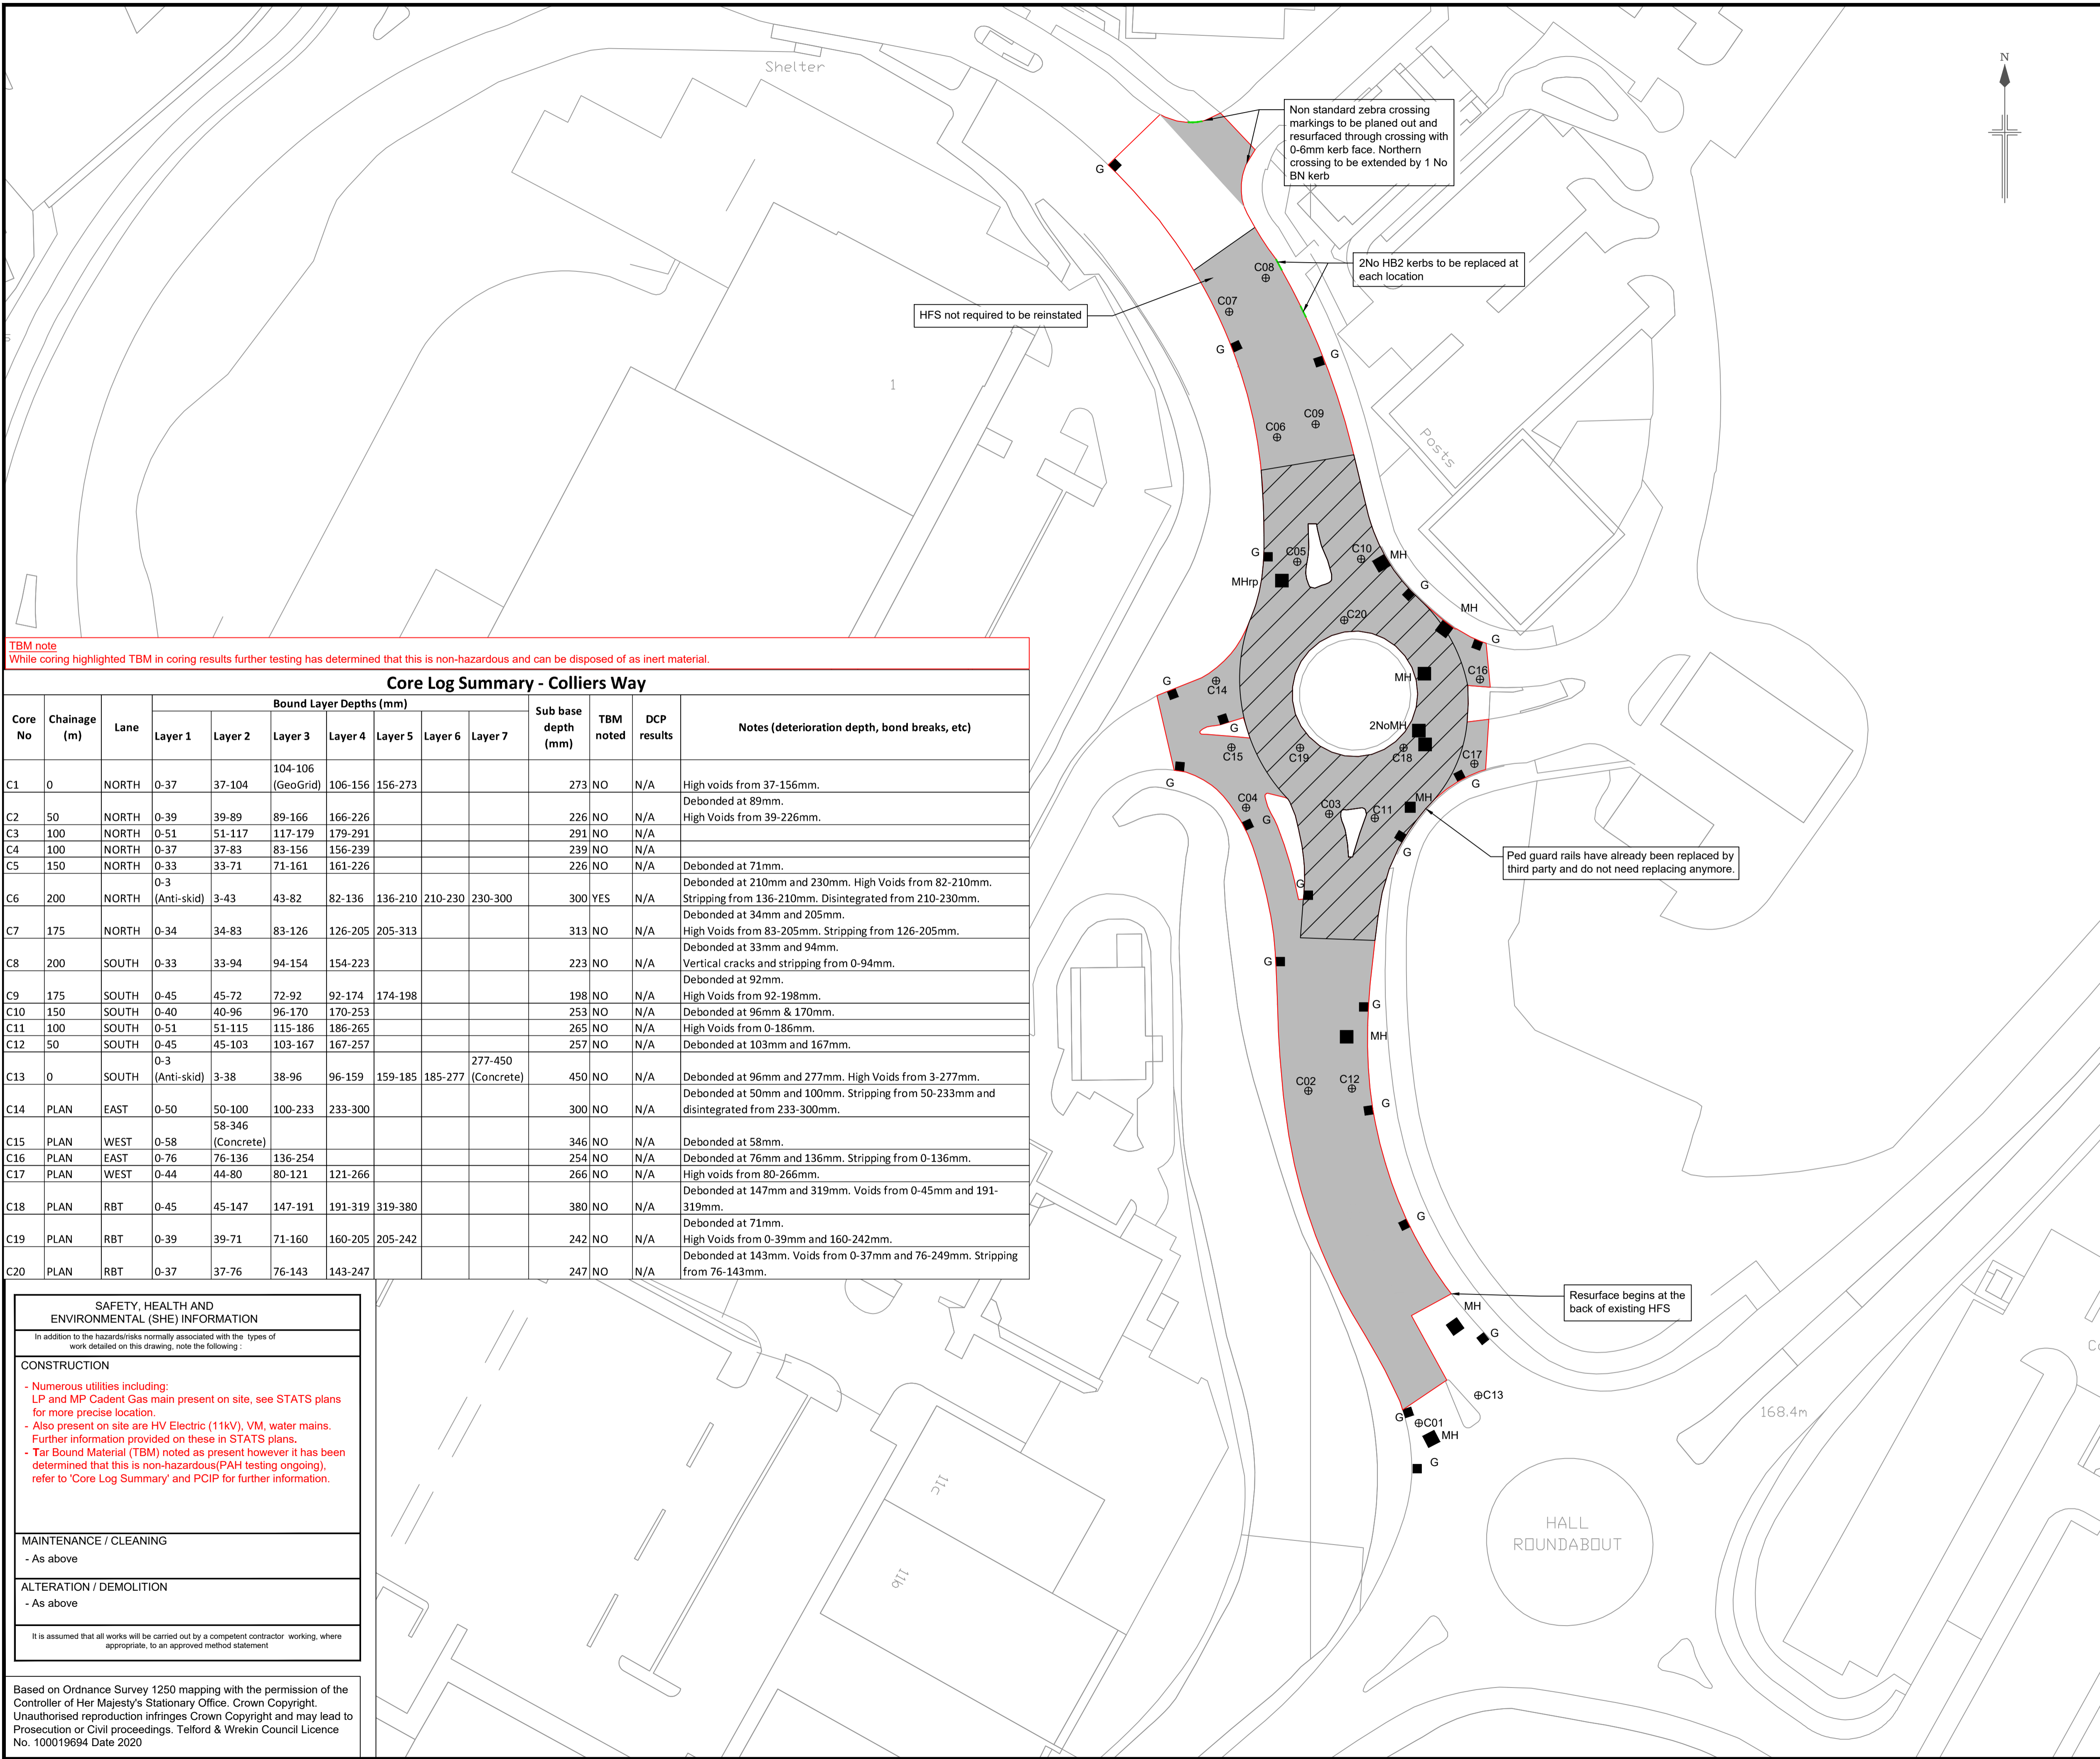 Shelter
N
Non standard zebra crossing
markings to be planed out and
resurfaced through crossing with
0-6mm kerb face. Northern
crossing to be extended by 1 No
BN kerb
G
2No HB2 kerbs to be replaced at
each location
C08
C07
HFS not required to be reinstated
G
G
1
C09
C06
Posts
G
C05
C10
MH
MHrp
G
MH
C20
G
C16
MH
G
C14
G
2NoMH
C15
C19
C18
C17
G
G
C04
G
C03
C11
MH
G
G
Ped guard rails have already been replaced by
third party and do not need replacing anymore.
G
G
MH
C02
C12
G
G
Resurface begins at the
back of existing HFS
MH
G
C13
G
C01
MH
G
168.4m
HALL
ROUNDABOUT
11c
11b
TBM note
While coring highlighted TBM in coring results further testing has determined that this is non-hazardous and can be disposed of as inert material.
Core Log Summary - Colliers Way
Core No Chainage (m) Lane Bound Layer Depths (mm) Sub base depth (mm) TBM noted DCP results Notes (deterioration depth, bond breaks, etc)
Layer 1 Layer 2 Layer 3 Layer 4 Layer 5 Layer 6 Layer 7
C1 0 NORTH 0-37 37-104 104-106 (GeoGrid) 106-156 156-273 273 NO N/A High voids from 37-156mm.
C2 50 NORTH 0-39 39-89 89-166 166-226 226 NO N/A Debonded at 89mm.
High Voids from 39-226mm.
C3 100 NORTH 0-51 51-117 117-179 179-291 291 NO N/A
C4 100 NORTH 0-37 37-83 83-156 156-239 239 NO N/A
C5 150 NORTH 0-33 33-71 71-161 161-226 226 NO N/A Debonded at 71mm.
C6 200 NORTH 0-3 (Anti-skid) 3-43 43-82 82-136 136-210 210-230 230-300 300 YES N/A Debonded at 210mm and 230mm. High Voids from 82-210mm.
Stripping from 136-210mm. Disintegrated from 210-230mm.
C7 175 NORTH 0-34 34-83 83-126 126-205 205-313 313 NO N/A Debonded at 34mm and 205mm.
High Voids from 83-205mm. Stripping from 126-205mm.
C8 200 SOUTH 0-33 33-94 94-154 154-223 223 NO N/A Debonded at 33mm and 94mm.
Vertical cracks and stripping from 0-94mm.
C9 175 SOUTH 0-45 45-72 72-92 92-174 174-198 198 NO N/A Debonded at 92mm.
High Voids from 92-198mm.
C10 150 SOUTH 0-40 40-96 96-170 170-253 253 NO N/A Debonded at 96mm & 170mm.
C11 100 SOUTH 0-51 51-115 115-186 186-265 265 NO N/A High Voids from 0-186mm.
C12 50 SOUTH 0-45 45-103 103-167 167-257 257 NO N/A Debonded at 103mm and 167mm.
C13 0 SOUTH 0-3 (Anti-skid) 3-38 38-96 96-159 159-185 185-277 277-450 (Concrete) 450 NO N/A Debonded at 96mm and 277mm. High Voids from 3-277mm.
C14 PLAN EAST 0-50 50-100 100-233 233-300 300 NO N/A Debonded at 50mm and 100mm. Stripping from 50-233mm and
disintegrated from 233-300mm.
C15 PLAN WEST 0-58 58-346 (Concrete) 346 NO N/A Debonded at 58mm.
C16 PLAN EAST 0-76 76-136 136-254 254 NO N/A Debonded at 76mm and 136mm. Stripping from 0-136mm.
C17 PLAN WEST 0-44 44-80 80-121 121-266 266 NO N/A High voids from 80-266mm.
C18 PLAN RBT 0-45 45-147 147-191 191-319 319-380 380 NO N/A Debonded at 147mm and 319mm. Voids from 0-45mm and 191-
319mm.
C19 PLAN RBT 0-39 39-71 71-160 160-205 205-242 242 NO N/A Debonded at 71mm.
High Voids from 0-39mm and 160-242mm.
C20 PLAN RBT 0-37 37-76 76-143 143-247 247 NO N/A Debonded at 143mm. Voids from 0-37mm and 76-249mm. Stripping
from 76-143mm.
SAFETY, HEALTH AND
ENVIRONMENTAL (SHE) INFORMATION
In addition to the hazards/risks normally associated with the types of
work detailed on this drawing, note the following :
CONSTRUCTION
- Numerous utilities including:
LP and MP Cadent Gas main present on site, see STATS plans
for more precise location.
- Also present on site are HV Electric (11kV), VM, water mains.
Further information provided on these in STATS plans.
- Tar Bound Material (TBM) noted as present however it has been
determined that this is non-hazardous(PAH testing ongoing),
refer to 'Core Log Summary' and PCIP for further information.
MAINTENANCE / CLEANING
- As above
ALTERATION / DEMOLITION
- As above
It is assumed that all works will be carried out by a competent contractor working, where
appropriate, to an approved method statement
Based on Ordnance Survey 1250 mapping with the permission of the
Controller of Her Majesty's Stationary Office. Crown Copyright.
Unauthorised reproduction infringes Crown Copyright and may lead to
Prosecution or Civil proceedings. Telford & Wrekin Council Licence
No. 100019694 Date 2020